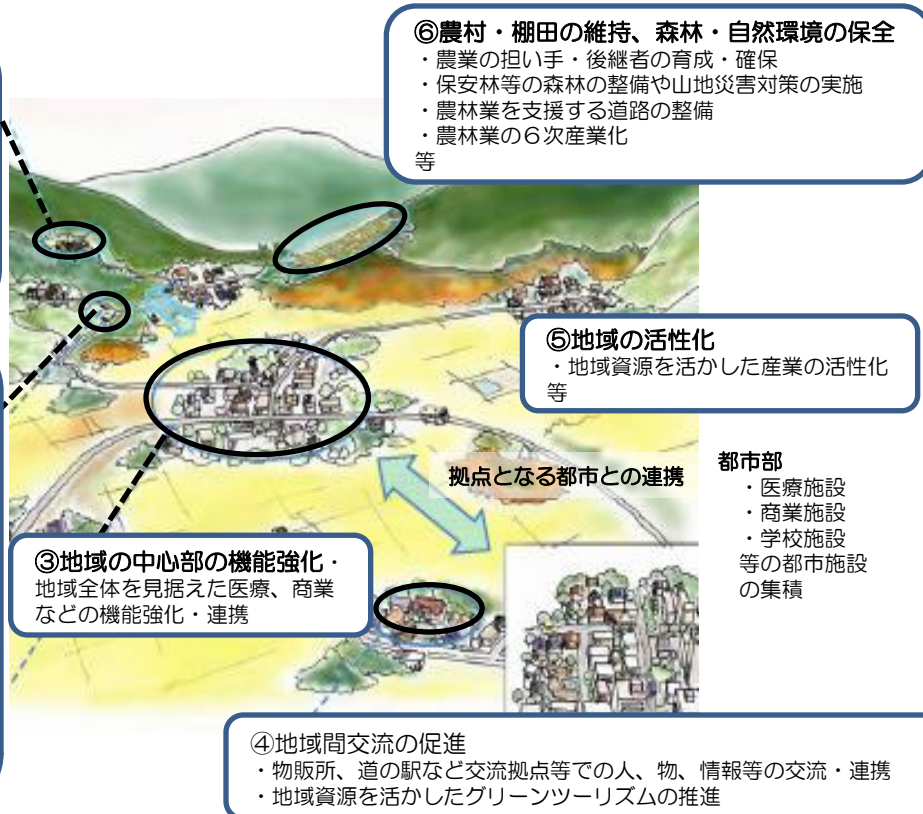 ⑥農村・棚田の維持、森林・自然環境の保全
・農業の担い手・後継者の育成・確保
・保安林等の森林の整備や山地災害対策の実施
・農林業を支援する道路の整備
・農林業の6次産業化
等
⑤地域の活性化
・地域資源を活かした産業の活性化
等
拠点となる都市との連携
都市部
・医療施設
・商業施設
・学校施設
等の都市施設
の集積
③地域の中心部の機能強化・
地域全体を見据えた医療、商業
などの機能強化・連携
④地域間交流の促進
・物販所、道の駅など交流拠点等での人、物、情報等の交流・連携
・地域資源を活かしたグリーンツーリズムの推進